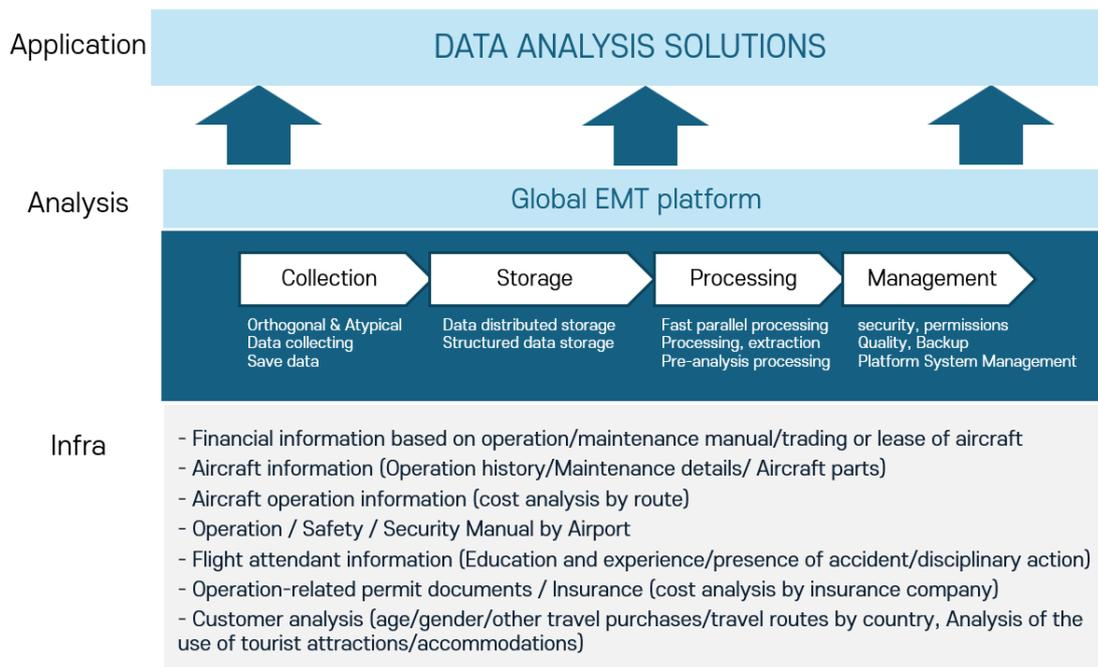 Application
DATA ANALYSIS SOLUTIONS
Analysis
Global EMT platform
Collection
Storage
Processing
Management
Orthogonal & Atypical
Data collecting
Save data
Data distributed storage
Structured data storage
Fast parallel processing
Processing, extraction
Pre-analysis processing
security, permissions
Quality, Backup
Platform System Management
Infra
- Financial information based on operation/maintenance manual/trading or lease of aircraft
- Aircraft information (Operation history/Maintenance details/ Aircraft parts)
- Aircraft operation information (cost analysis by route)
- Operation / Safety / Security Manual by Airport
- Flight attendant information (Education and experience/presence of accident/disciplinary action)
- Operation-related permit documents / Insurance (cost analysis by insurance company)
- Customer analysis (age/gender/other travel purchases/travel routes by country, Analysis of the
use of tourist attractions/accommodations)